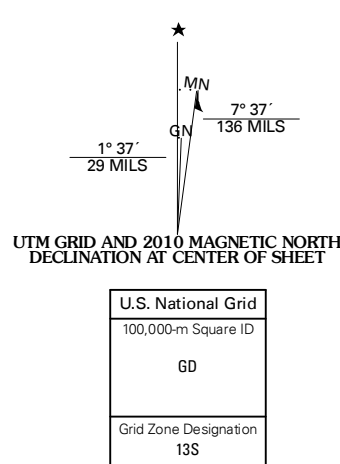 MN
GN
7° 37´
136 MILS
1° 37´
29 MILS
UTM GRID AND 2010 MAGNETIC NORTH
DECLINATION AT CENTER OF SHEET
U.S. National Grid
100,000-m Square ID
GD
Grid Zone Designation
13S